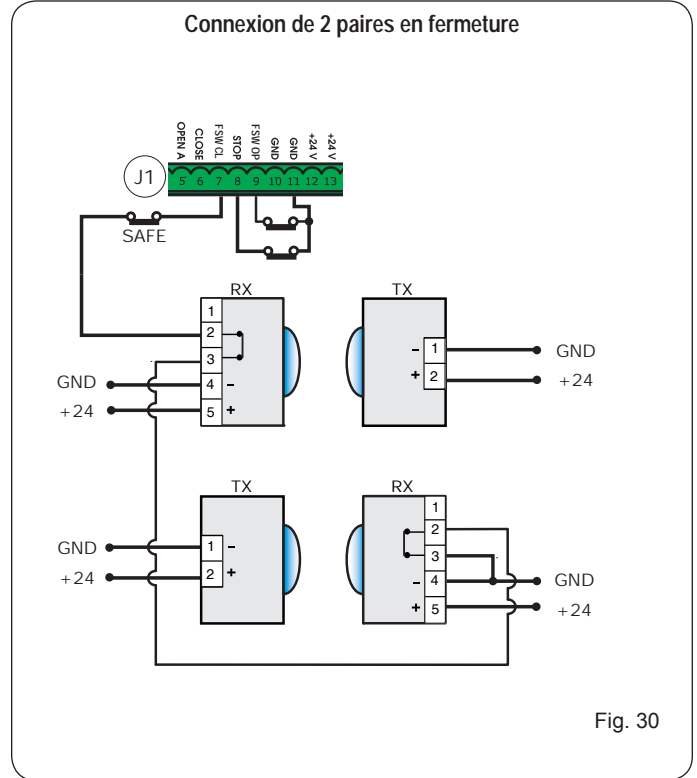 Connexion de 2 paires en fermeture
OPEN A
CLOSE
FSW CL
STOP
FSW OP
GND
GND
+24 V
+24 V
J1
5 6 7 8 9 10 11 12 13
SAFE
RX
1
2
3
4 -
5 +
GND
+24
TX
- 1
+ 2
GND
+24
TX
1 -
2 +
GND
+24
RX
1
2
3
- 4
+ 5
GND
+24
Fig. 30